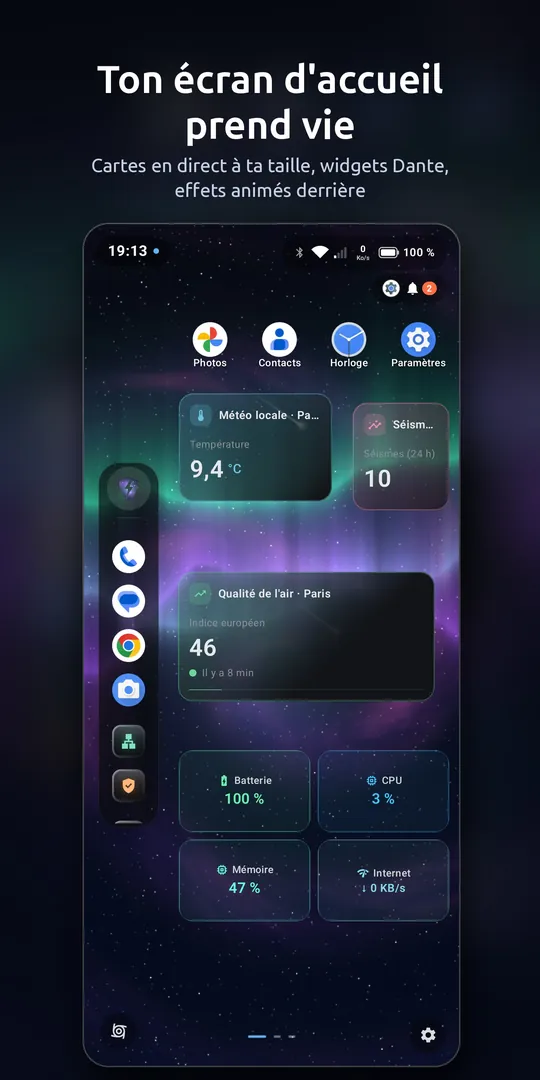 Ton écran d'accueil
prend vie
Cartes en direct à ta taille, widgets Dante,
effets animés derrière
19:13
0
Ko/s
100 %
2
Photos
Contacts
Horloge
Paramètres
Météo locale · Pa...
Température
9,4 °C
Séism...
Séismes (24 h)
10
Qualité de l'air · Paris
Indice européen
46
Il y a 8 min
Batterie
100 %
CPU
3 %
Mémoire
47 %
Internet
↓ 0 KB/s